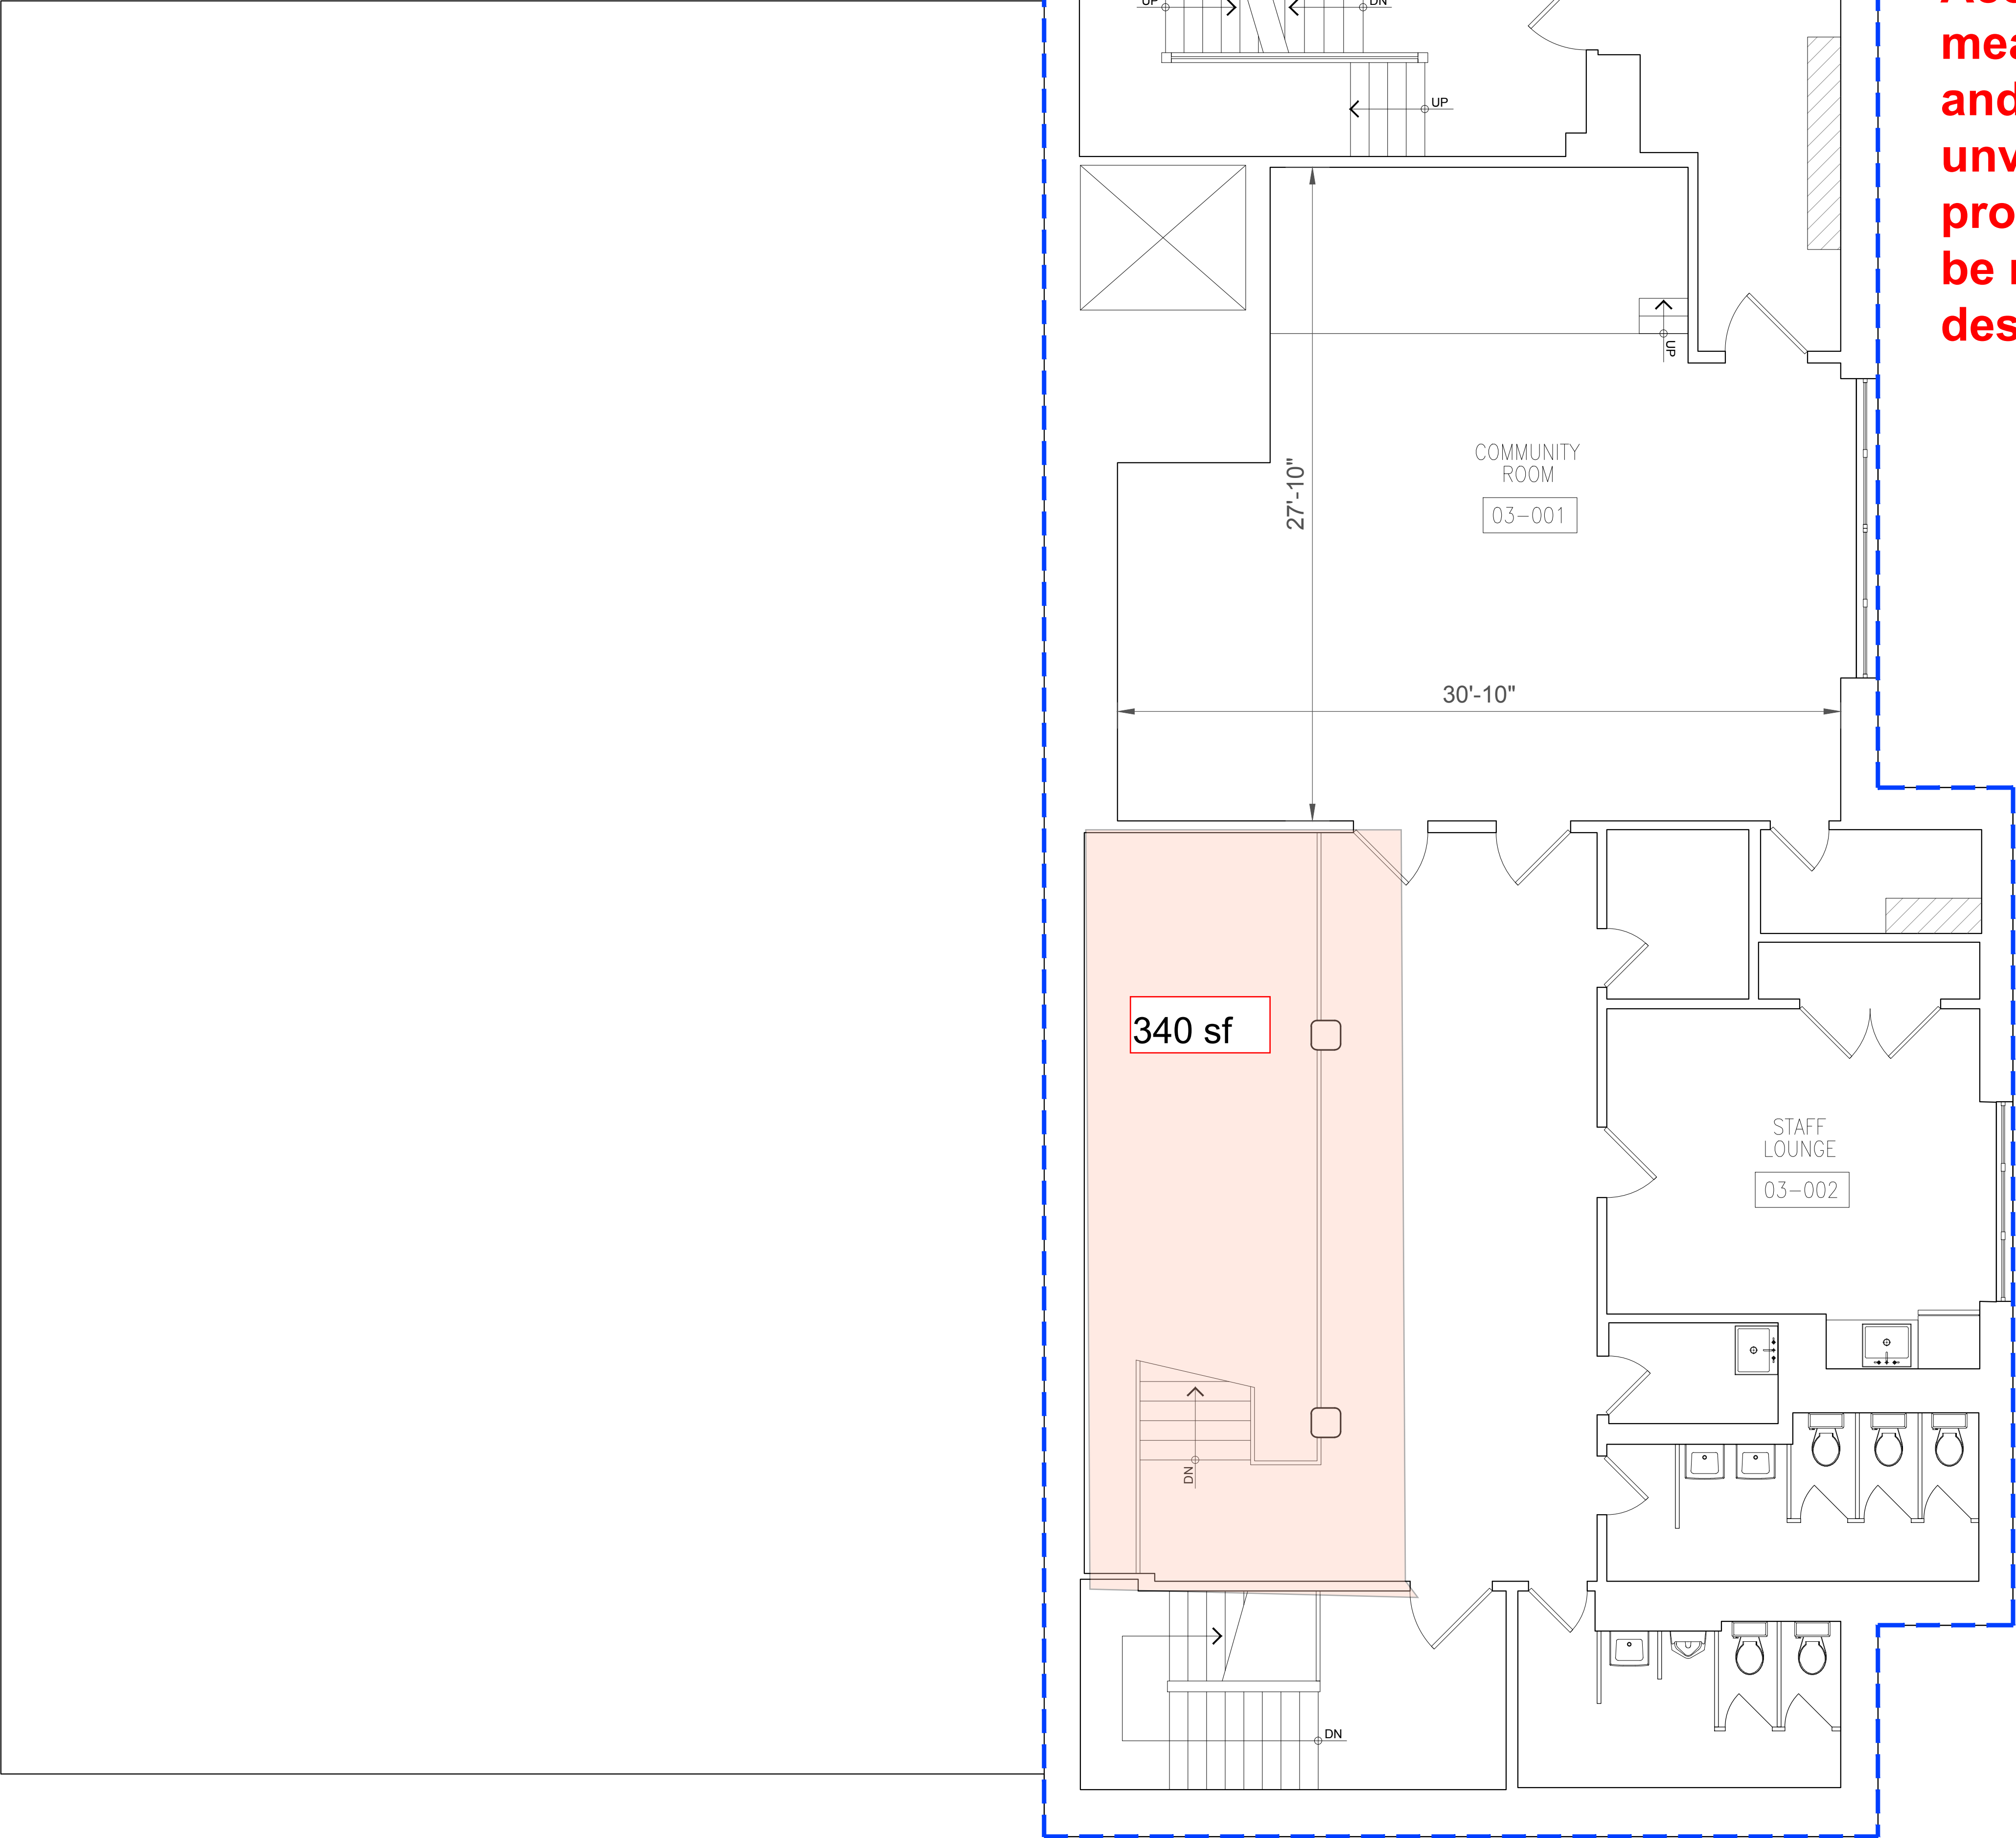 UP
DN
UP
mea
and
unv
pro
be
des
UP
COMMUNITY
ROOM
03-001
27'-10"
30'-10"
340 sf
STAFF
LOUNGE
03-002
DN
DN